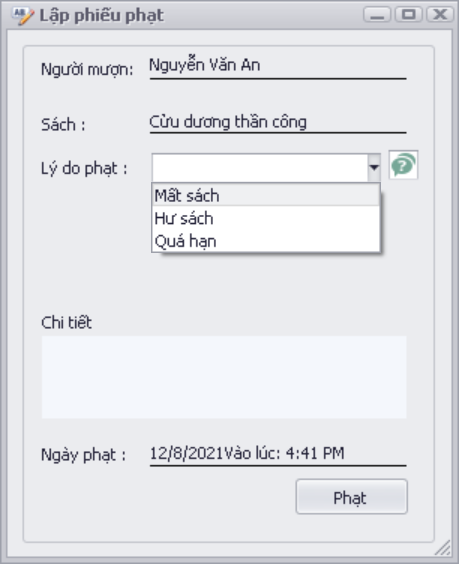 Lập phiếu phạt
Người mượn: Nguyễn Văn An
Sách : Cửu dương thần công
Lý do phạt :
Mất sách
Hư sách
Quá hạn
Chi tiết
Ngày phạt : 12/8/2021Vào lúc: 4:41 PM
Phạt